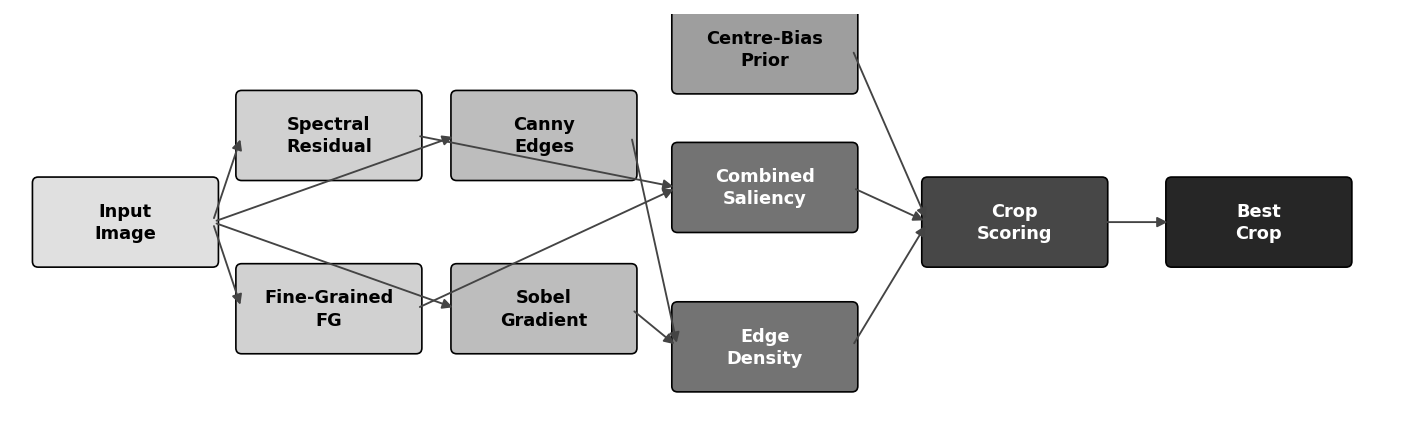 Input
Image
Spectral
Residual
Fine-Grained
FG
Canny
Edges
Sobel
Gradient
Centre-Bias
Prior
Combined
Saliency
Edge
Density
Crop
Scoring
Best
Crop